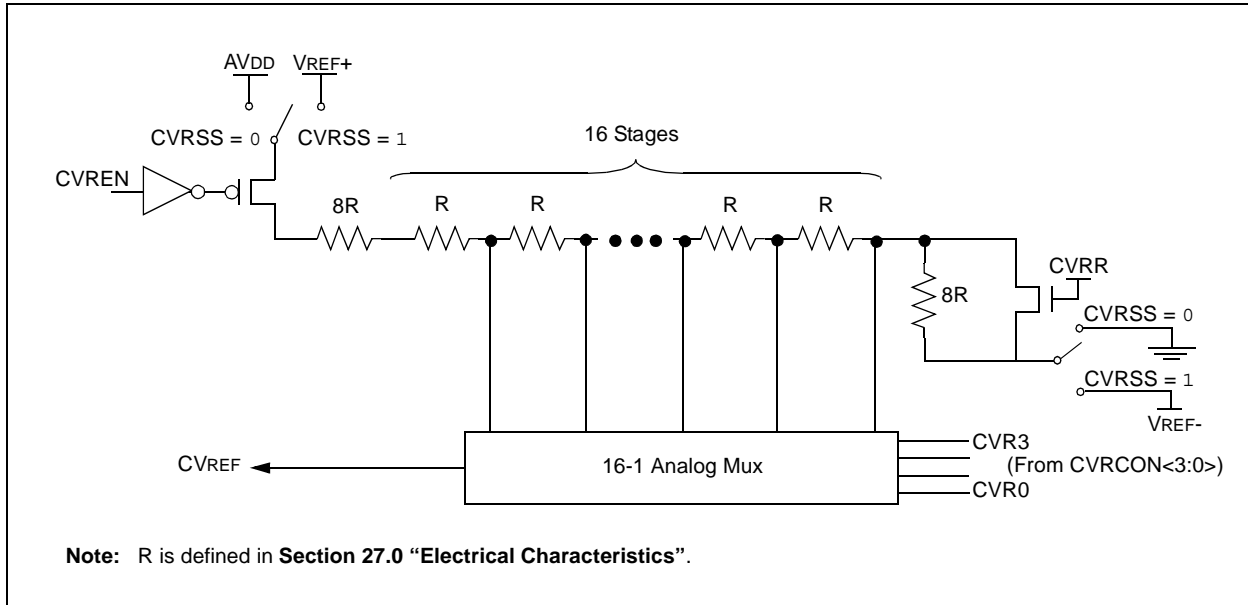 AVDD
VREF+
CVRSS = 0
CVRSS = 1
16 Stages
CVREN
8R
R
R
R
R
CVRR
8R
CVRSS = 0
CVRSS = 1
VREF-
CVR3
CVREF
16-1 Analog Mux
(From CVRCON<3:0>)
CVR0
Note: R is defined in Section 27.0 “Electrical Characteristics”.